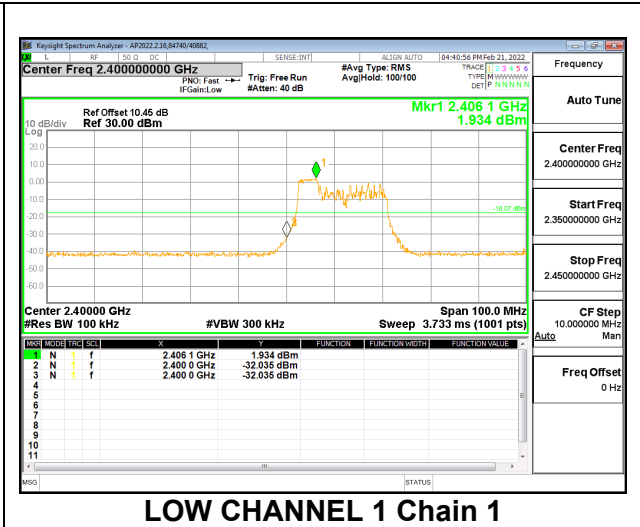 Keysight Spectrum Analyzer - AP2022.2.16,84740/40882,
L RF 50 Ω DC SENSE:INT ALIGN AUTO 04:40:56 PM Feb 21, 2022
Center Freq 2.400000000 GHz
PNO: Fast
IFGain:Low
Trig: Free Run
#Atten: 40 dB
#Avg Type: RMS
Avg|Hold: 100/100
TRACE 1 2 3 4 5 6
TYPE M WWWWW
DET P NNNNN
Frequency
Auto Tune
Center Freq
2.400000000 GHz
Start Freq
2.350000000 GHz
Stop Freq
2.450000000 GHz
CF Step
10.000000 MHz
Auto Man
Freq Offset
0 Hz
Mkr1 2.406 1 GHz
1.934 dBm
Ref Offset 10.45 dB
10 dB/div Ref 30.00 dBm
Log
20.0
10.0
0.00
-10.0
-20.0
-30.0
-40.0
-50.0
-60.0
1
-18.07 dBm
Center 2.40000 GHz Span 100.0 MHz
#Res BW 100 kHz #VBW 300 kHz Sweep 3.733 ms (1001 pts)
MKR MODE TRC SCL X Y FUNCTION FUNCTION WIDTH FUNCTION VALUE
1 N 1 f 2.406 1 GHz 1.934 dBm
2 N 1 f 2.400 0 GHz -32.035 dBm
3 N 1 f 2.400 0 GHz -32.035 dBm
4
5
6
7
8
9
10
11
MSG STATUS
LOW CHANNEL 1 Chain 1